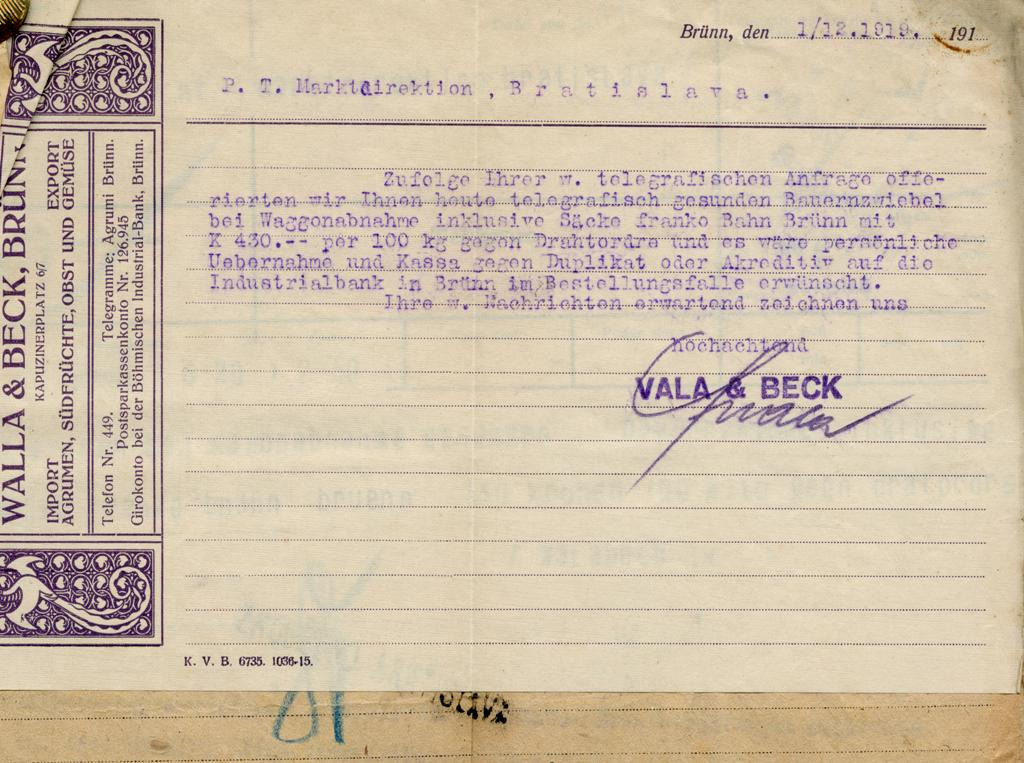 Brünn, den 1/12.1919. 191
P. T. Marktdirektion , B r a t i s l a v a .
Zufolge Ihrer w. telegrafischen Anfrage offe-
rierten wir Ihnen heute telegrafisch gesunden Bauernzwiebel
bei Waggonabnahme inklusive Säcke franko Bahn Brünn mit
K 430.-- per 100 kg gegen Drahtordre und es wäre persönliche
Uebernahme und Kassa gegen Duplikat oder Akreditiv auf die
Industrialbank in Brünn im Bestellungsfalle erwünscht.
Ihre w. Nachrichten erwartend zeichnen uns
hochachtend
VALA & BECK
WALLA & BECK, BRÜNN
KAPUZINERPLATZ 6/7
IMPORT EXPORT
AGRUMEN, SÜDFRÜCHTE, OBST UND GEMÜSE
Telefon Nr. 449. Telegramme: Agrumi Brünn.
Postsparkassenkonto Nr. 126.945
Girokonto bei der Böhmischen Industrial-Bank, Brünn.
K. V. B. 6735. 1036-15.